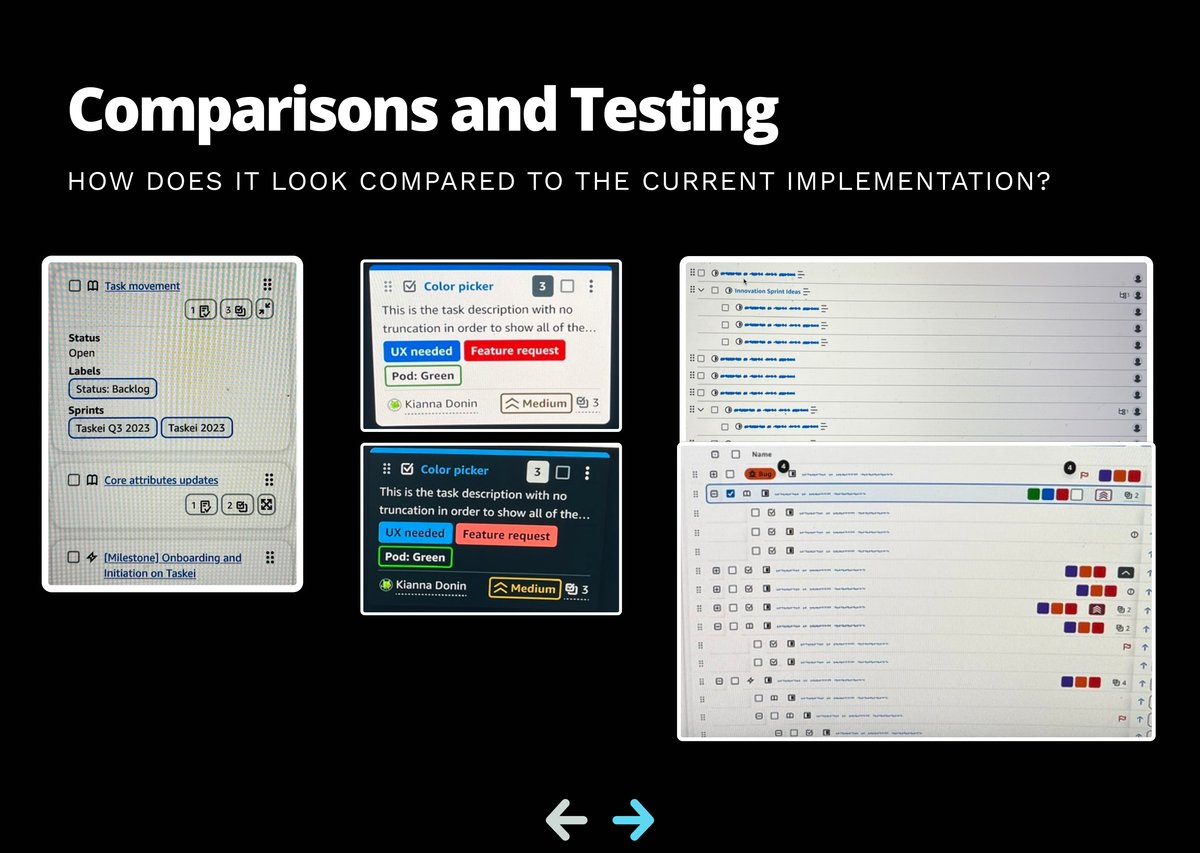 Comparisons and Testing
HOW DOES IT LOOK COMPARED TO THE CURRENT IMPLEMENTATION?
Task movement
1 3
Status
Open
Labels
Status: Backlog
Sprints
Taskei Q3 2023 Taskei 2023
Core attributes updates
1 2
[Milestone] Onboarding and
Initiation on Taskei
Color picker 3
This is the task description with no
truncation in order to show all of the...
UX needed Feature request
Pod: Green
Kianna Donin Medium 3
Color picker 3
This is the task description with no
truncation in order to show all of the...
UX needed Feature request
Pod: Green
Kianna Donin Medium 3
Innovation Sprint Ideas
Name
Bug 4 4
2
2
2
4